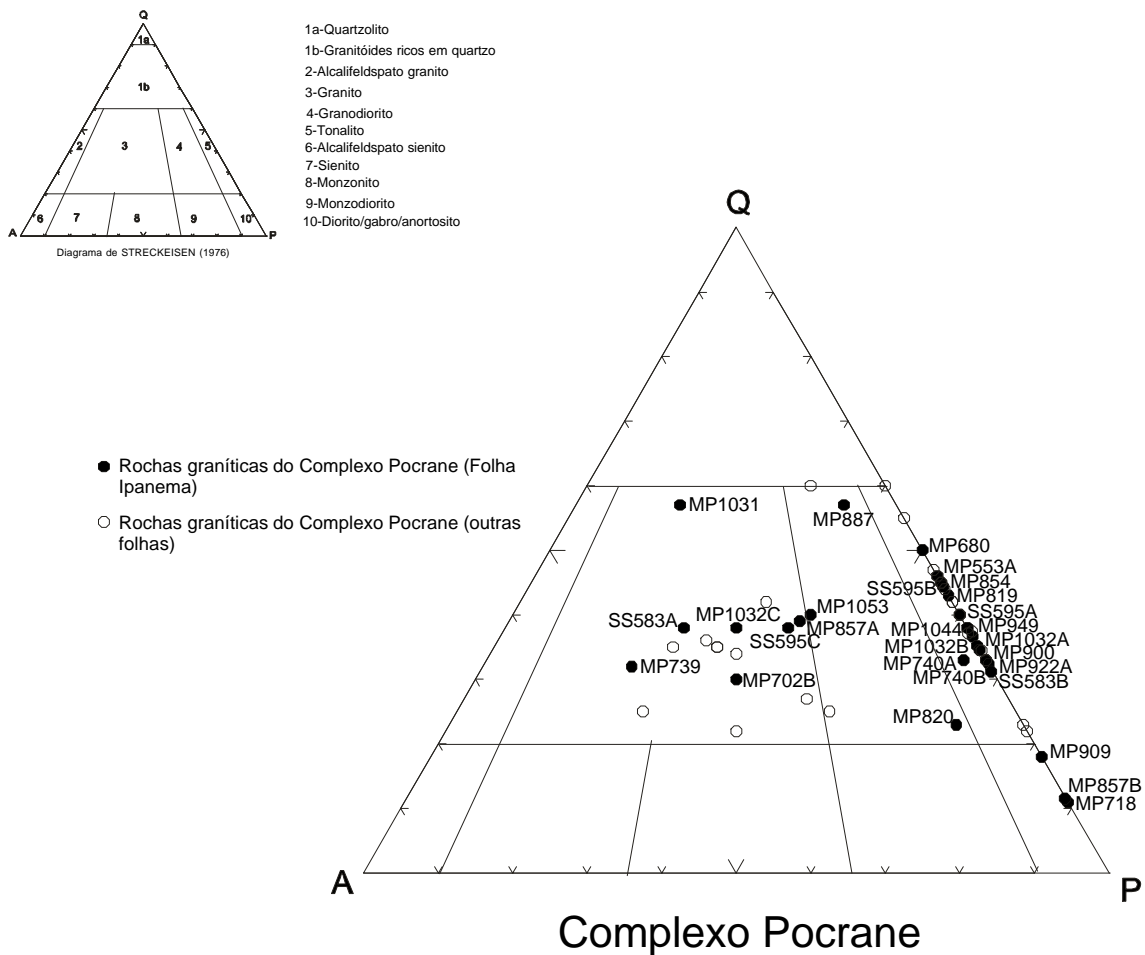 Q
1a
1b
2
3
4
5
6
7
8
9
10
A
P
Diagrama de STRECKEISEN (1976)
1a-Quartzolito
1b-Granitóides ricos em quartzo
2-Alcalifeldspato granito
3-Granito
4-Granodiorito
5-Tonalito
6-Alcalifeldspato sienito
7-Sienito
8-Monzonito
9-Monzodiorito
10-Diorito/gabro/anortosito
Rochas graníticas do Complexo Pocrane (Folha
Ipanema)
Rochas graníticas do Complexo Pocrane (outras
folhas)
Q
MP1031
MP887
MP680
MP553A
MP854
SS595B
MP819
SS595A
MP1053
MP1032C
SS583A
MP857A
SS595C
MP1044
MP949
MP1032A
MP1032B
MP900
MP740A
MP922A
MP740B
SS583B
MP739
MP702B
MP820
MP909
MP857B
MP718
A
P
Complexo Pocrane